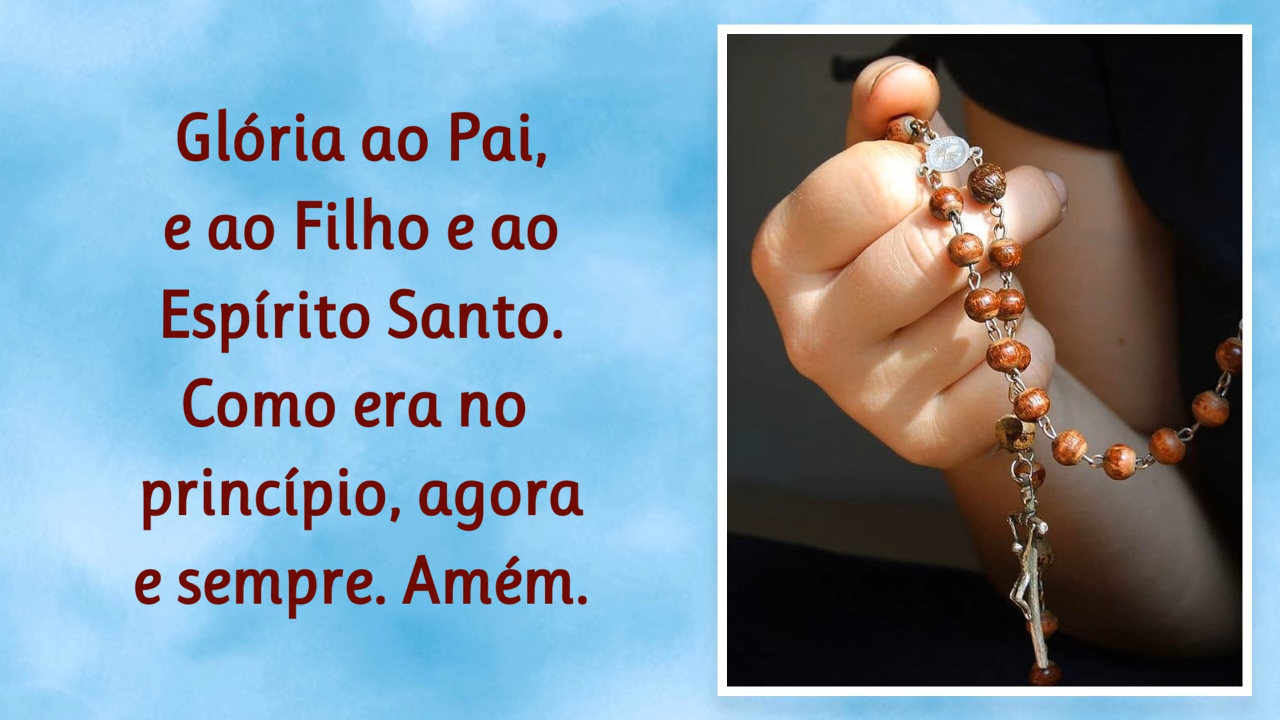 Glória ao Pai,
e ao Filho e ao
Espírito Santo.
Como era no
princípio, agora
e sempre. Amém.